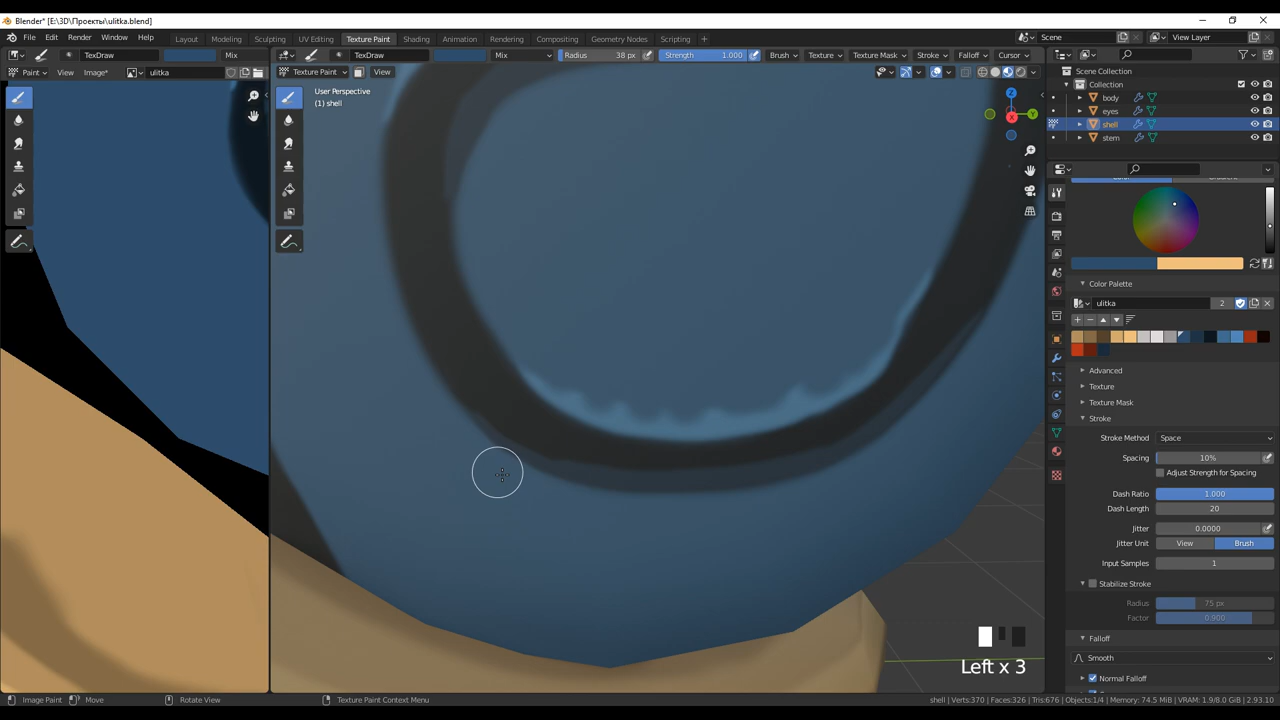 Blender* [E:\3D\Проекты\ulitka.blend]
File Edit Render Window Help Layout Modeling Sculpting UV Editing Texture Paint Shading Animation Rendering Compositing Geometry Nodes Scripting + Scene View Layer
TexDraw Mix TexDraw Mix Radius 38 px Strength 1.000 Brush Texture Texture Mask Stroke Falloff Cursor
Paint View Image* ulitka Texture Paint View
Scene Collection
Collection
body
eyes
shell
stem
User Perspective
(1) shell
Z
Y
X
Color Palette
ulitka 2
Advanced
Texture
Texture Mask
Stroke
Stroke Method Space
Spacing 10%
Adjust Strength for Spacing
Dash Ratio 1.000
Dash Length 20
Jitter 0.0000
Jitter Unit View Brush
Input Samples 1
Stabilize Stroke
Radius 75 px
Factor 0.900
Falloff
Smooth
Normal Falloff
Left x 3
Image Paint Move Rotate View Texture Paint Context Menu shell | Verts:370 | Faces:326 | Tris:676 | Objects:1/4 | Memory: 74.5 MiB | VRAM: 1.9/8.0 GiB | 2.93.10